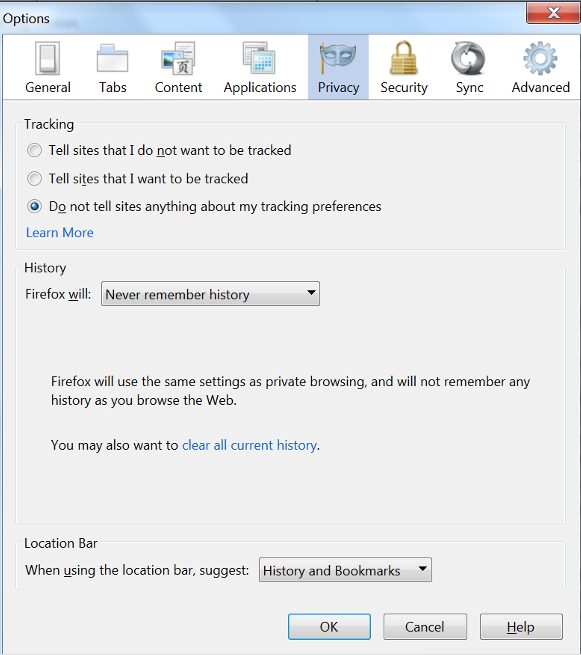 Options
General
Tabs
Content
Applications
Privacy
Security
Sync
Advanced
Tracking
Tell sites that I do not want to be tracked
Tell sites that I want to be tracked
Do not tell sites anything about my tracking preferences
Learn More
History
Firefox will: Never remember history
Firefox will use the same settings as private browsing, and will not remember any
history as you browse the Web.
You may also want to clear all current history.
Location Bar
When using the location bar, suggest: History and Bookmarks
OK
Cancel
Help